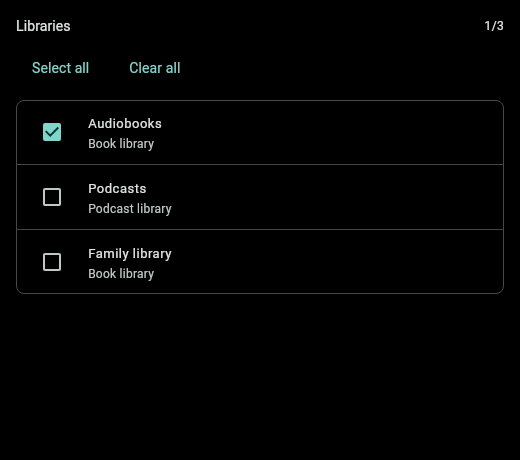 Libraries 1/3
Select all Clear all
Audiobooks
Book library
Podcasts
Podcast library
Family library
Book library